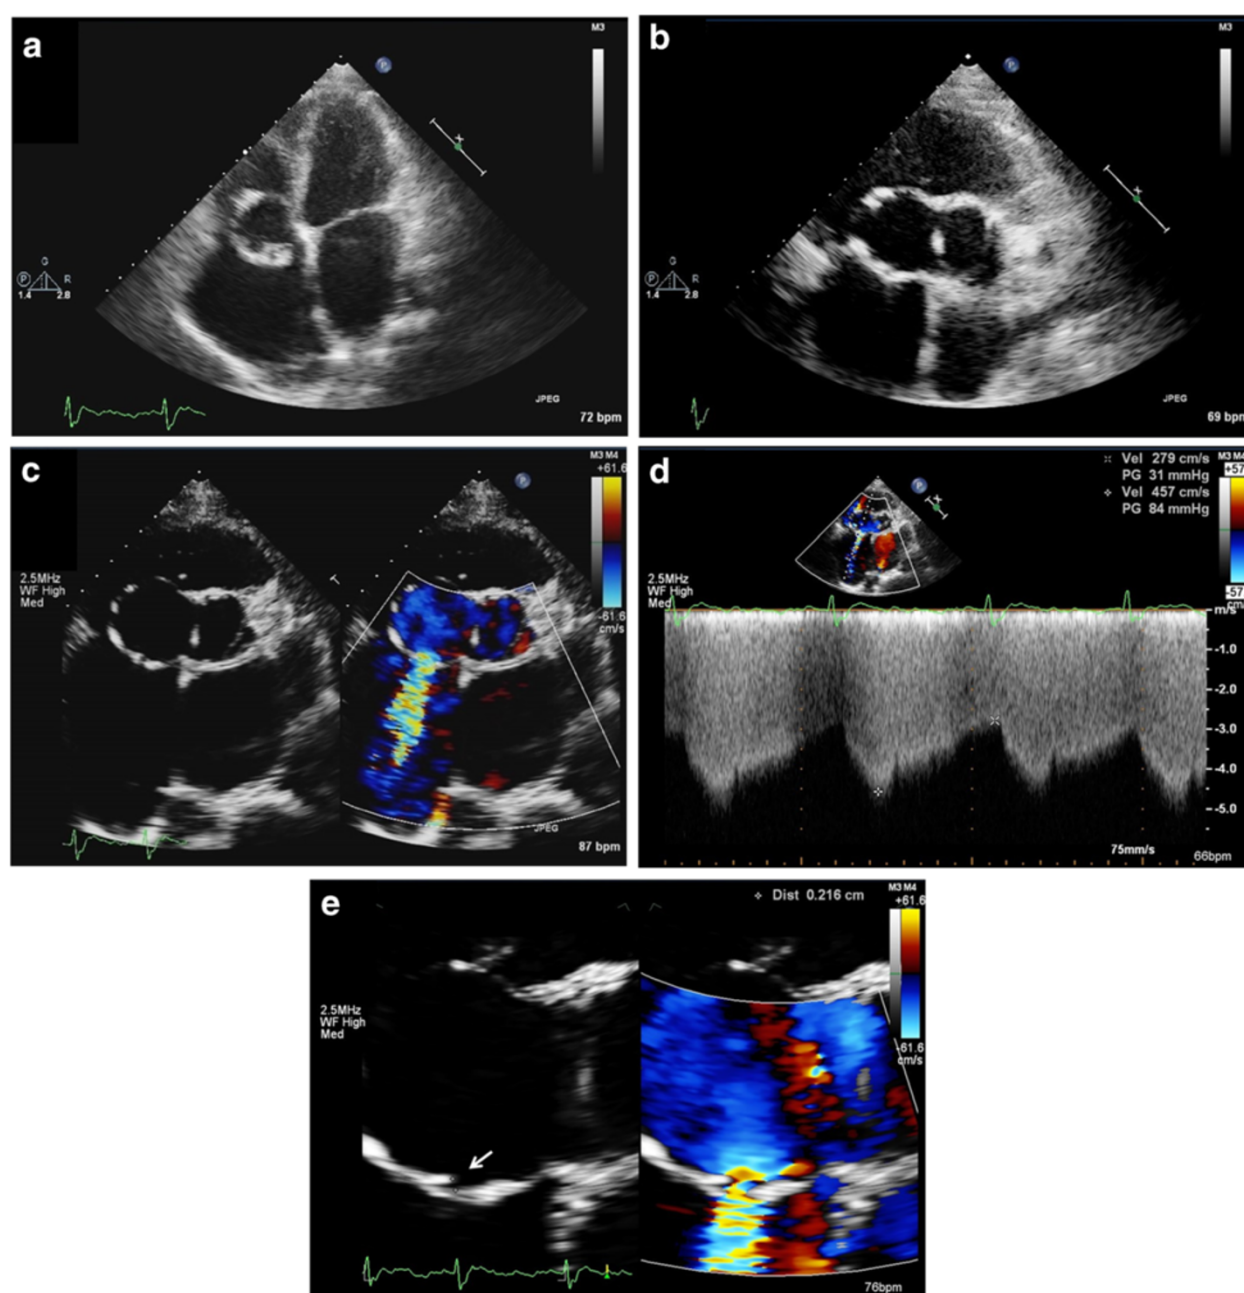 a
M3
P
G
P R
1.4 2.8
JPEG
72 bpm
b
M3
P
G
P R
1.4 2.8
JPEG
69 bpm
c
M3 M4
+61.6
P
2.5MHz
WF High
Med
-61.6
cm/s
JPEG
87 bpm
d
Vel 279 cm/s
PG 31 mmHg
Vel 457 cm/s
PG 84 mmHg
M3 M4
+57
P
2.5MHz
WF High
Med
-57
m/s
-1.0
-2.0
-3.0
-4.0
-5.0
75mm/s
66bpm
e
Dist 0.216 cm
M3 M4
+61.6
2.5MHz
WF High
Med
-61.6
cm/s
76bpm